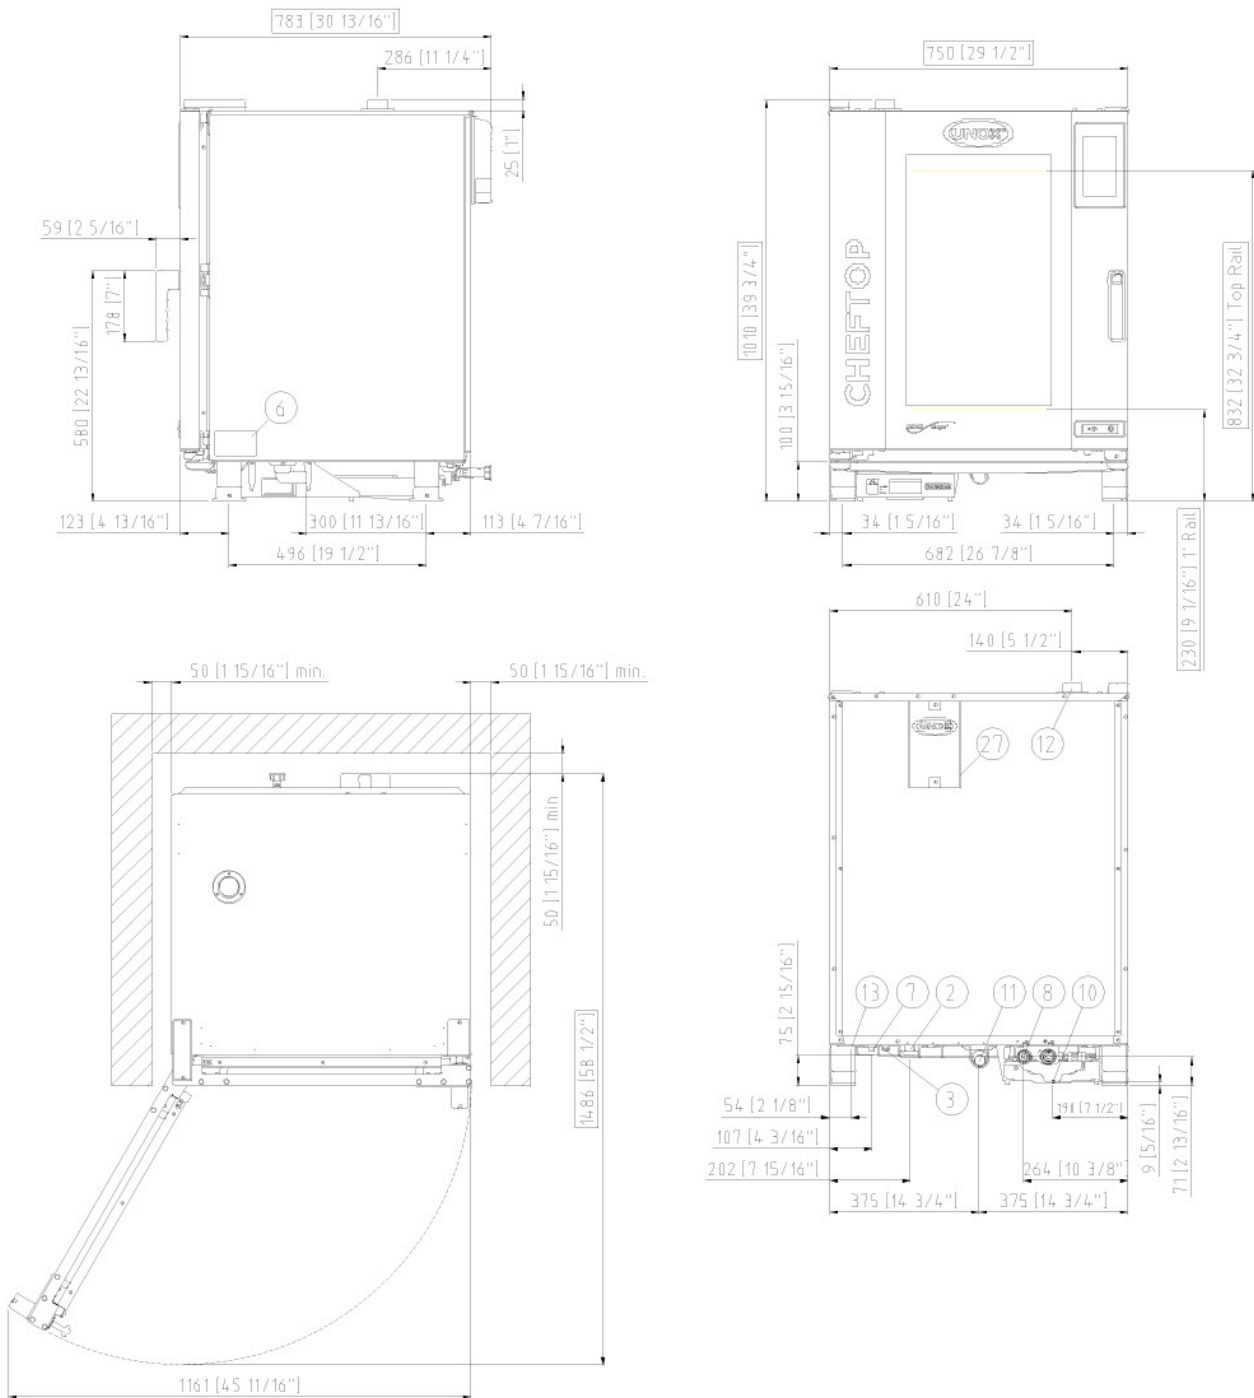 783 [30 13/16"]
286 [11 1/4"]
25 [1"]
59 [2 5/16"]
178 [7"]
580 [22 13/16"]
6
123 [4 13/16"]
300 [11 13/16"]
113 [4 7/16"]
496 [19 1/2"]
750 [29 1/2"]
UNOX
CHEFTOP
1010 [39 3/4"]
100 [3 15/16"]
832 [32 3/4"] Top Rail
34 [1 5/16"]
34 [1 5/16"]
682 [26 7/8"]
230 [9 1/16"] 1' Rail
50 [1 15/16"] min.
50 [1 15/16"] min.
50 [1 15/16"] min
1486 [58 1/2"]
1161 [45 11/16"]
610 [24"]
140 [5 1/2"]
UNOX
27
12
75 [2 15/16"]
13
7
2
11
8
10
3
54 [2 1/8"]
107 [4 3/16"]
202 [7 15/16"]
375 [14 3/4"]
375 [14 3/4"]
264 [10 3/8"]
[7 1/2"]
9 [5/16"]
71 [2 13/16"]